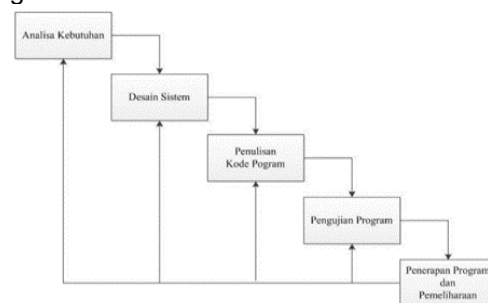 Analisa Kebutuhan
Desain Sistem
Penulisan
Kode Pogram
Pengujian Program
Penerapan Program
dan
Pemeliharaan